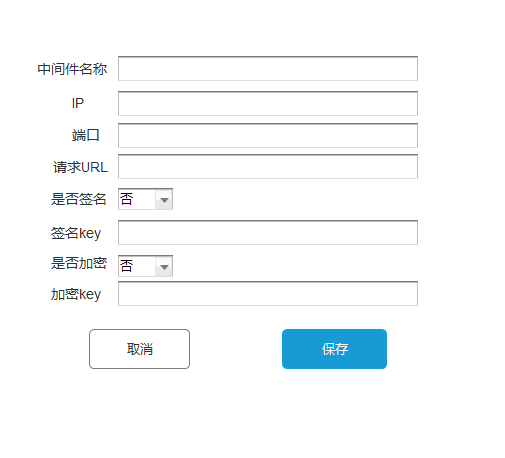 中间件名称
IP
端口
请求URL
是否签名 否
签名key
是否加密 否
加密key
取消 保存